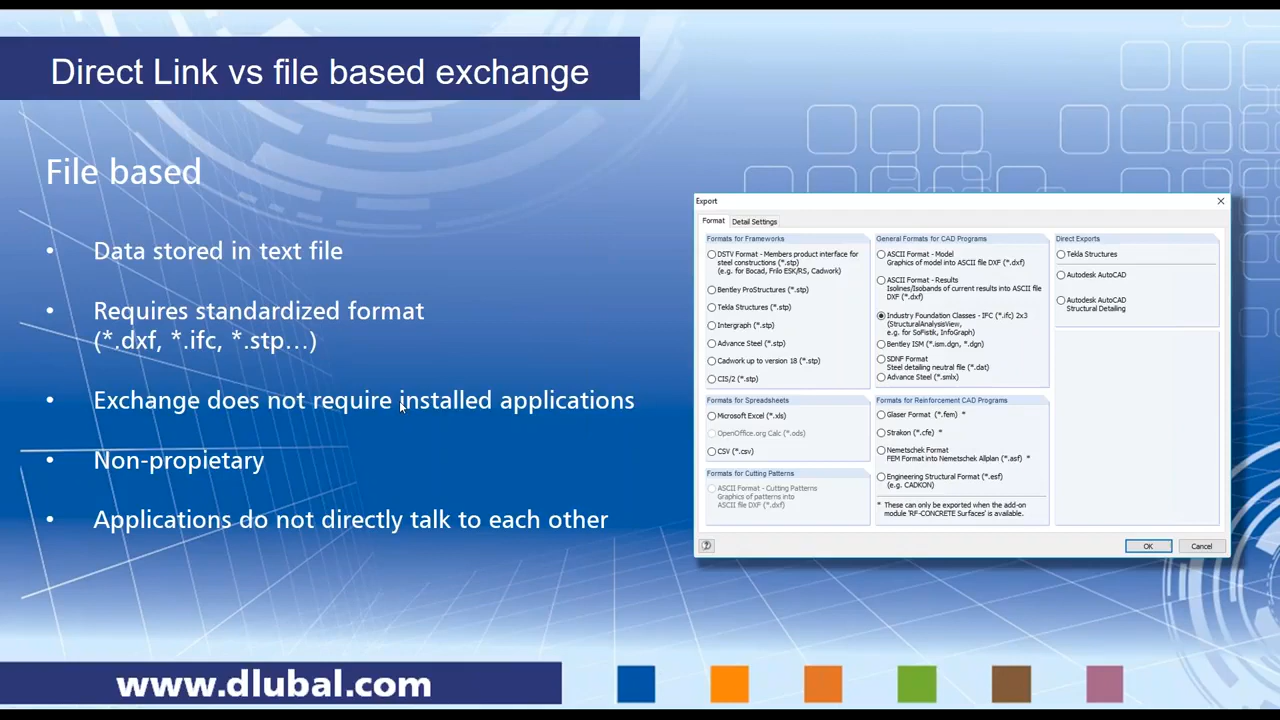 Direct Link vs file based exchange
File based
• Data stored in text file
• Requires standardized format
(*.dxf, *.ifc, *.stp...)
• Exchange does not require installed applications
• Non-propietary
• Applications do not directly talk to each other
Export
Format
Detail Settings
Formats for Frameworks
DSTV Format - Members product interface for
steel constructions (*.stp)
(e.g. for Bocad, Frilo ESK/RS, Cadwork)
Bentley ProStructures (*.stp)
Tekla Structures (*.stp)
Intergraph (*.stp)
Advance Steel (*.stp)
Cadwork up to version 18 (*.stp)
CIS/2 (*.stp)
Formats for Spreadsheets
Microsoft Excel (*.xls)
OpenOffice.org Calc (*.ods)
CSV (*.csv)
Formats for Cutting Patterns
ASCII Format - Cutting Patterns
Graphics of patterns into
ASCII file DXF (*.dxf)
General Formats for CAD Programs
ASCII Format - Model
Graphics of model into ASCII file DXF (*.dxf)
ASCII Format - Results
Isolines/Isobands of current results into ASCII file
DXF (*.dxf)
Industry Foundation Classes - IFC (*.ifc) 2x3
(StructuralAnalysisView,
e.g. for SoFistik, InfoGraph)
Bentley ISM (*.ism.dgn, *.dgn)
SDNF Format
Steel detailing neutral file (*.dat)
Advance Steel (*.smlx)
Formats for Reinforcement CAD Programs
Glaser Format (*.fem) *
Strakon (*.cfe) *
Nemetschek Format
FEM Format into Nemetschek Allplan (*.asf) *
Engineering Structural Format (*.esf)
(e.g. CADKON)
* These can only be exported when the add-on
module 'RF-CONCRETE Surfaces' is available.
Direct Exports
Tekla Structures
Autodesk AutoCAD
Autodesk AutoCAD
Structural Detailing
OK
Cancel
www.dlubal.com